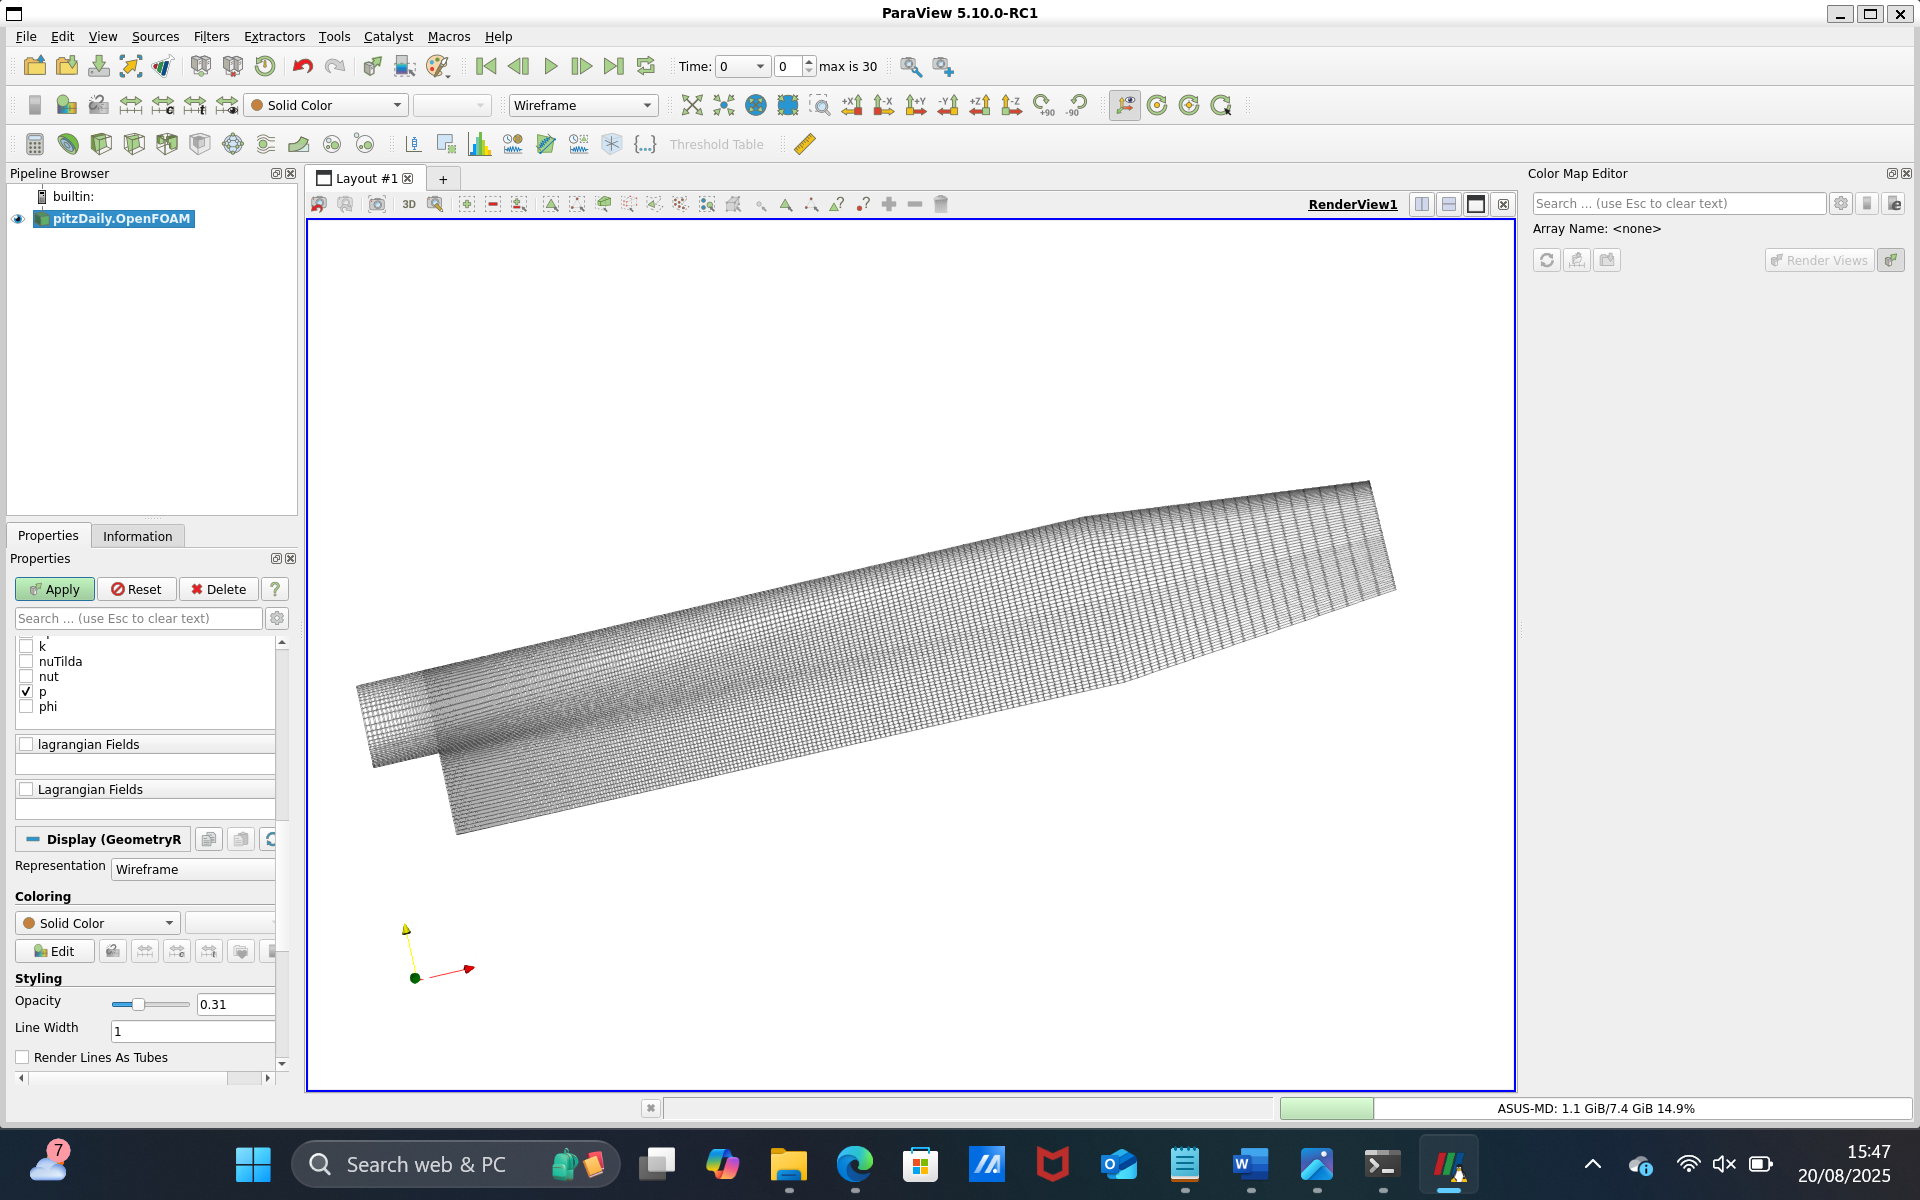 ParaView 5.10.0-RC1
File Edit View Sources Filters Extractors Tools Catalyst Macros Help
Time: 0 0 max is 30
Solid Color Wireframe +X -X +Y -Y +Z -Z +90 -90
Threshold Table
Pipeline Browser
builtin:
pitzDaily.OpenFOAM
Layout #1 +
3D RenderView1
Color Map Editor
Search ... (use Esc to clear text)
Array Name: <none>
Render Views
Properties Information
Properties
Apply Reset Delete ?
Search ... (use Esc to clear text)
k
nuTilda
nut
p
phi
lagrangian Fields
Lagrangian Fields
Display (GeometryR
Representation Wireframe
Coloring
Solid Color
Edit
Styling
Opacity 0.31
Line Width 1
Render Lines As Tubes
ASUS-MD: 1.1 GiB/7.4 GiB 14.9%
7
Search web & PC
15:47
20/08/2025